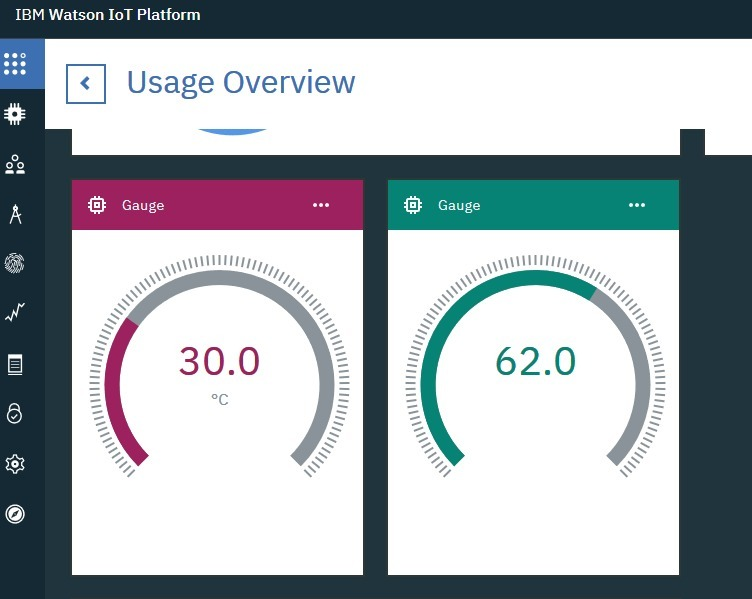 IBM Watson IoT Platform
Usage Overview
Gauge
Gauge
30.0
°C
62.0